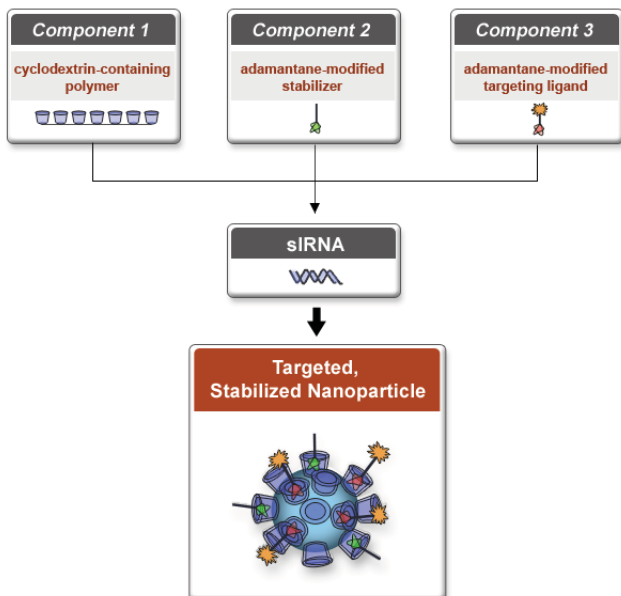 Component 1
cyclodextrin-containing
polymer
Component 2
adamantane-modified
stabilizer
Component 3
adamantane-modified
targeting ligand
sIRNA
Targeted,
Stabilized Nanoparticle